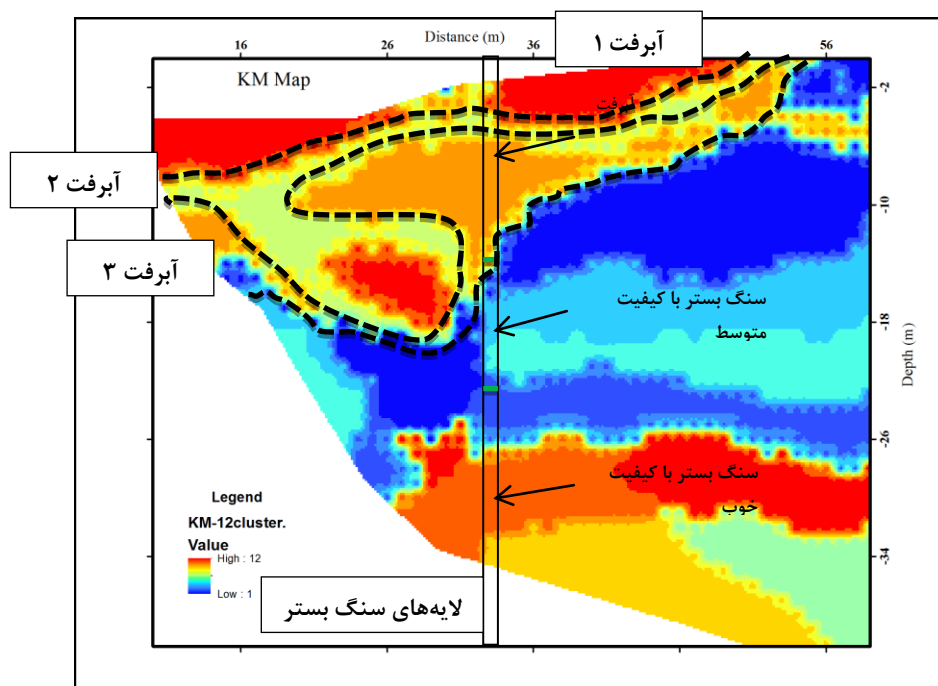 آبرفت ۱
Distance (m)
16
26
36
56
KM Map
-2
آبرفت
آبرفت ۲
-10
آبرفت ۳
سنگ بستر با کیفیت
متوسط
-18
Depth (m)
-26
سنگ بستر با کیفیت
خوب
Legend
KM-12cluster.
Value
High : 12
Low : 1
-34
لایه‌های سنگ بستر